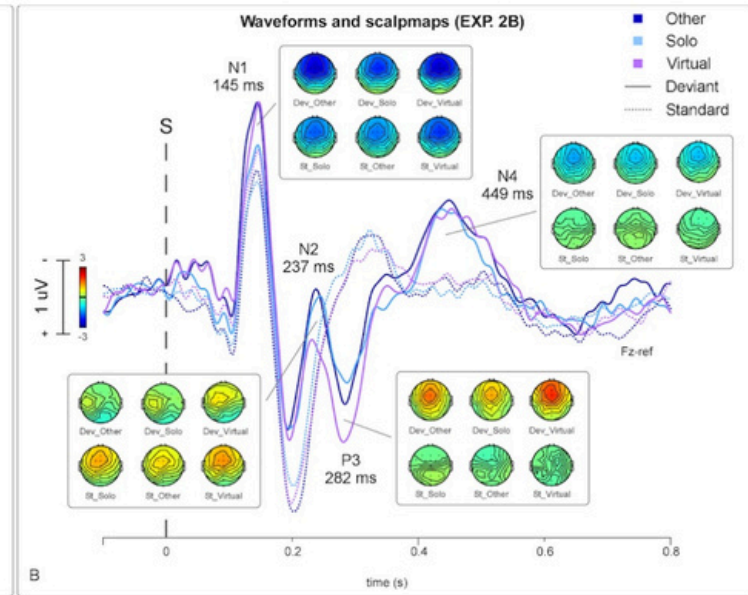 Waveforms and scalpmaps (EXP. 2B)
Other
Solo
Virtual
Deviant
Standard
N1
145 ms
Dev_Other Dev_Solo Dev_Virtual
St_Solo St_Other St_Virtual
S
N4
449 ms
Dev_Other Dev_Solo Dev_Virtual
St_Solo St_Other St_Virtual
N2
237 ms
-
1 uV
+
3
-3
Fz-ref
Dev_Other Dev_Solo Dev_Virtual
St_Solo St_Other St_Virtual
Dev_Other Dev_Solo Dev_Virtual
St_Solo St_Other St_Virtual
P3
282 ms
0 0.2 0.4 0.6 0.8
B
time (s)